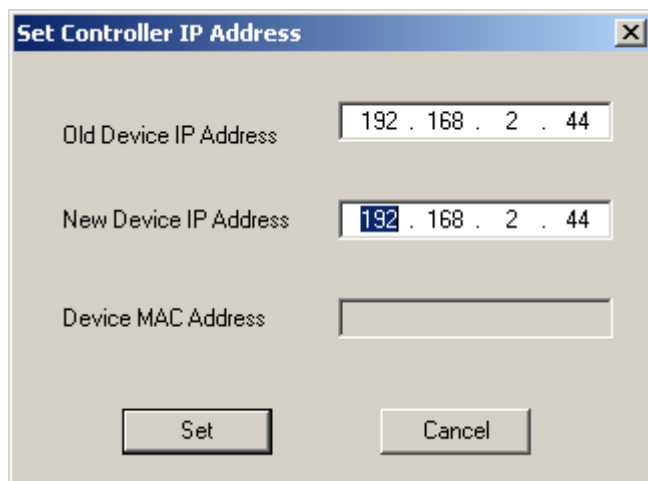 Set Controller IP Address
Old Device IP Address 192 . 168 . 2 . 44
New Device IP Address 192 . 168 . 2 . 44
Device MAC Address
Set Cancel